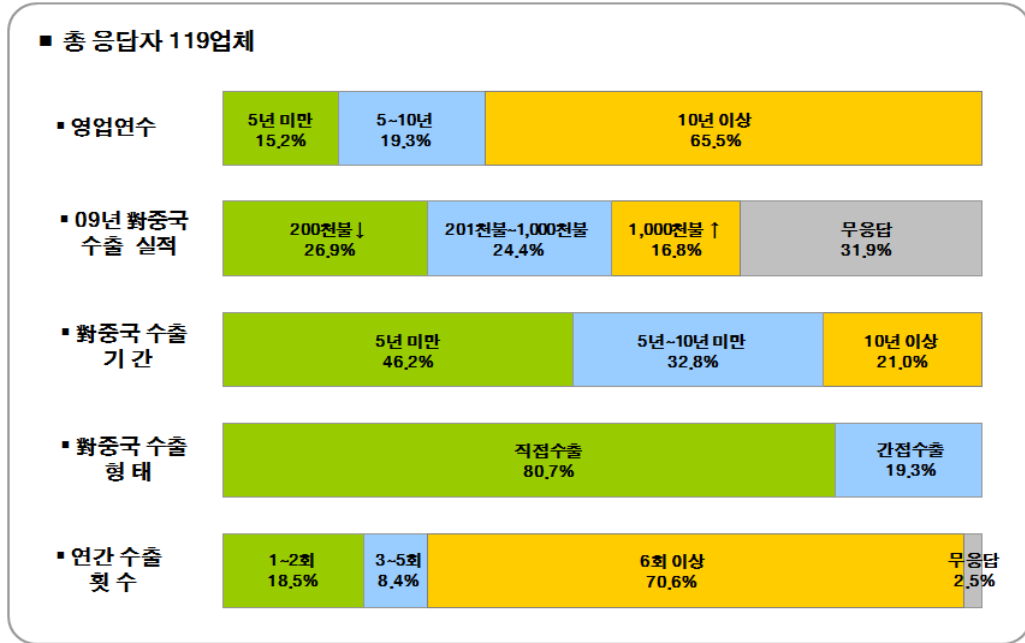 ■ 총 응답자 119업체
▪ 영업연수
5년 미만
15.2%
5~10년
19.3%
10년 이상
65.5%
▪ 09년 對중국
수출 실적
200천불↓
26.9%
201천불~1,000천불
24.4%
1,000천불 ↑
16.8%
무응답
31.9%
▪ 對중국 수출
기 간
5년 미만
46.2%
5년~10년 미만
32.8%
10년 이상
21.0%
▪ 對중국 수출
형 태
직접수출
80.7%
간접수출
19.3%
▪ 연간 수출
횟 수
1~2회
18.5%
3~5회
8.4%
6회 이상
70.6%
무응답
2.5%